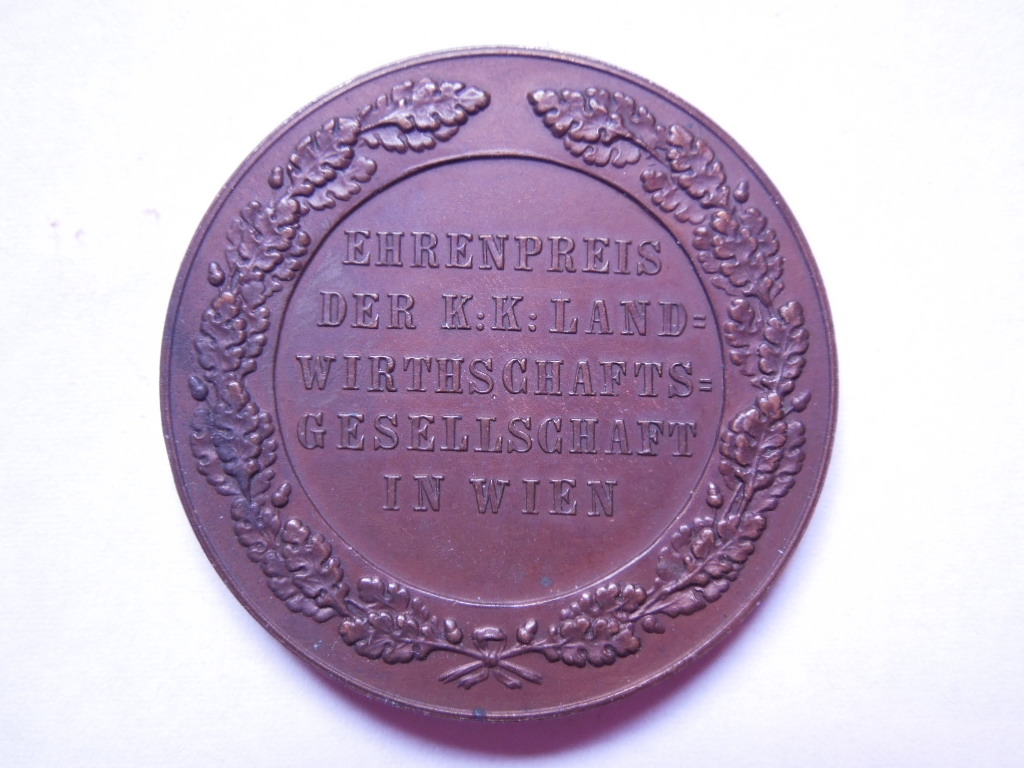 EHRENPREIS
DER K:K: LAND=
WIRTHSCHAFTS=
GESELLSCHAFT
IN WIEN